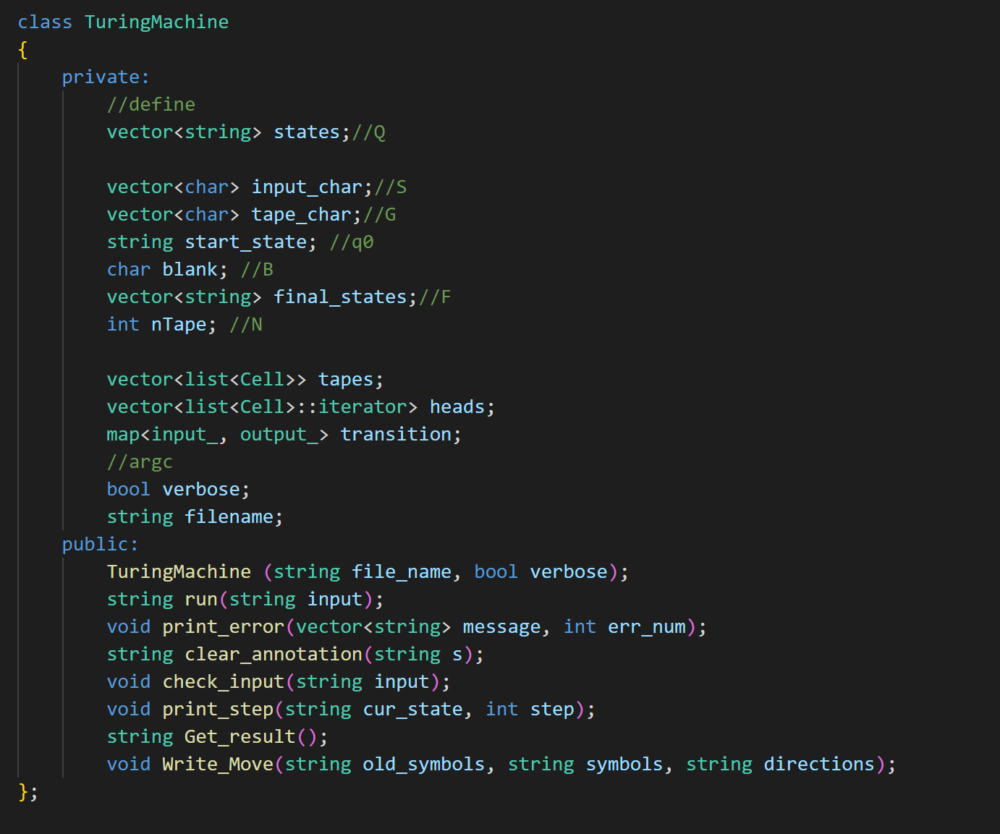 class TuringMachine
{
    private:
        //define
        vector<string> states;//Q

        vector<char> input_char;//S
        vector<char> tape_char;//G
        string start_state; //q0
        char blank; //B
        vector<string> final_states;//F
        int nTape; //N

        vector<list<Cell>> tapes;
        vector<list<Cell>::iterator> heads;
        map<input_, output_> transition;
        //argc
        bool verbose;
        string filename;
    public:
        TuringMachine (string file_name, bool verbose);
        string run(string input);
        void print_error(vector<string> message, int err_num);
        string clear_annotation(string s);
        void check_input(string input);
        void print_step(string cur_state, int step);
        string Get_result();
        void Write_Move(string old_symbols, string symbols, string directions);
};